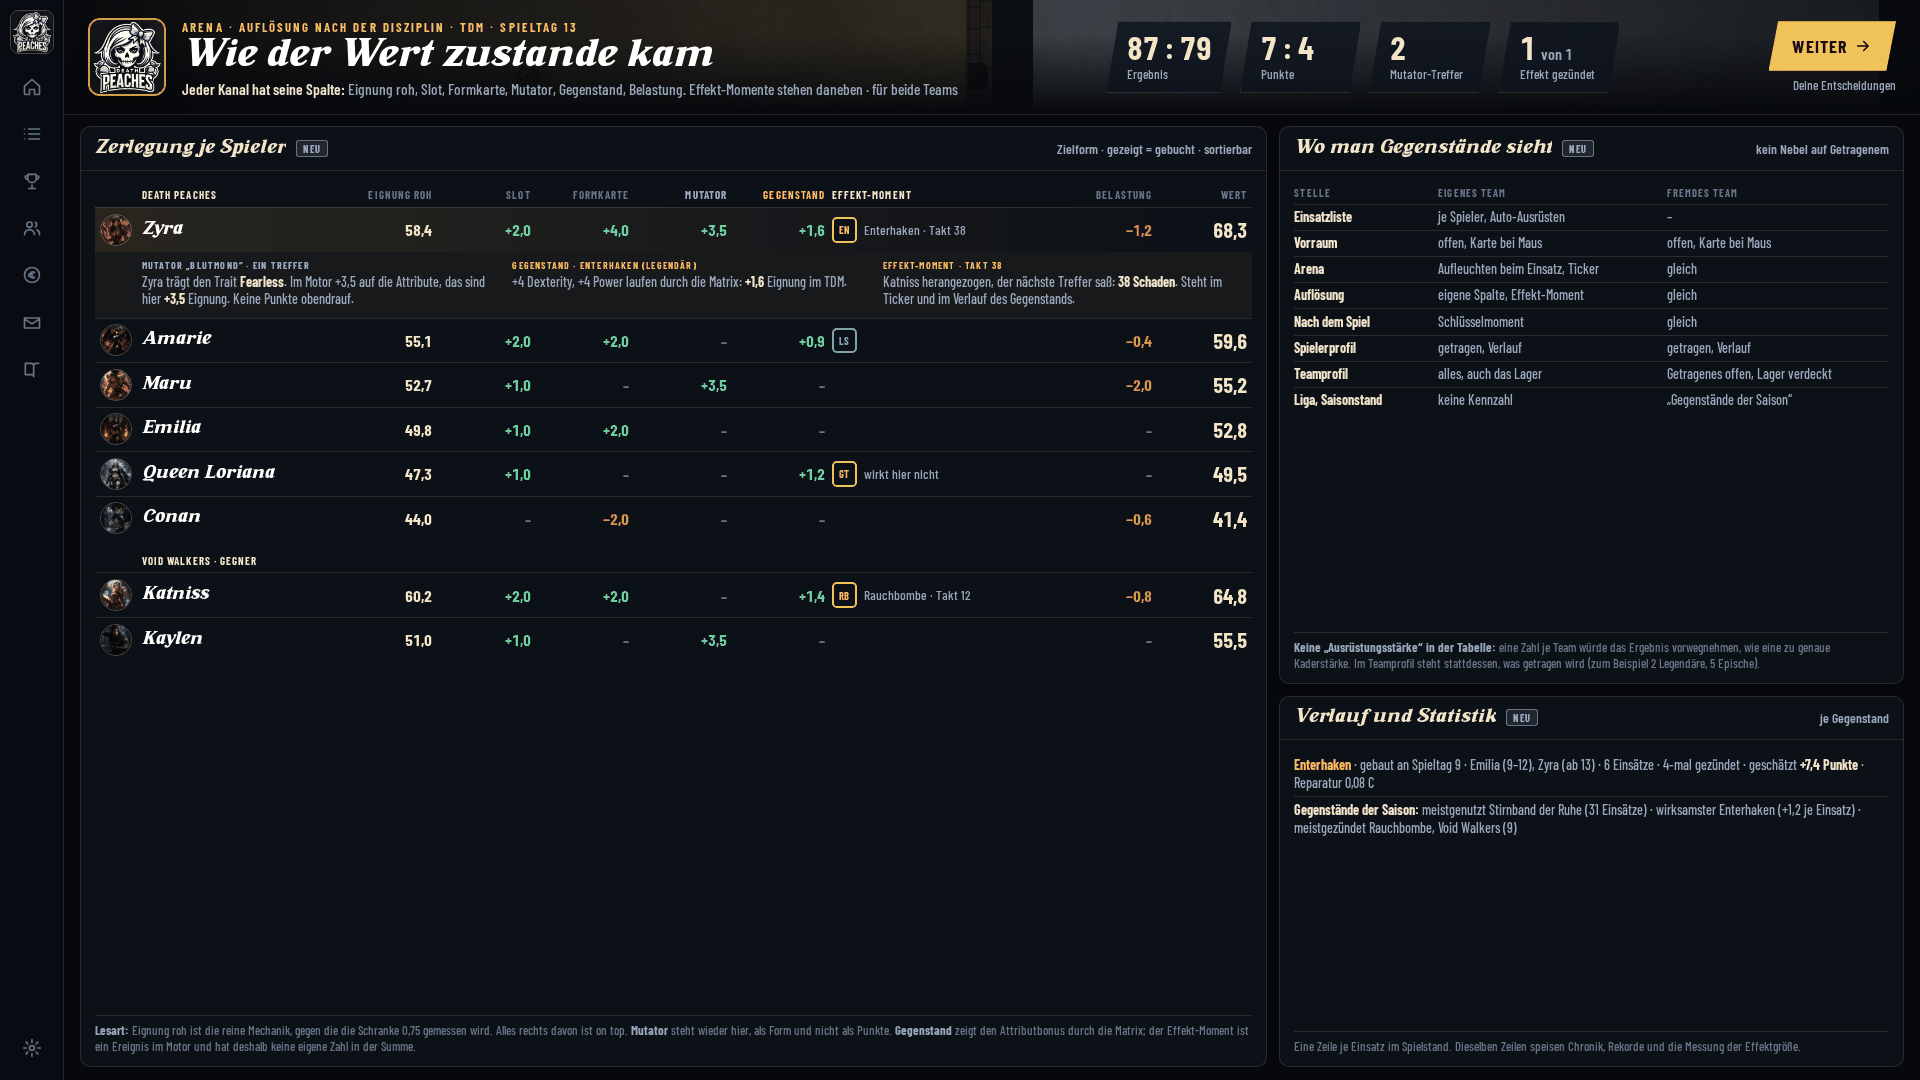 ARENA · AUFLÖSUNG NACH DER DISZIPLIN · TDM · SPIELTAG 13
Wie der Wert zustande kam
Jeder Kanal hat seine Spalte: Eignung roh, Slot, Formkarte, Mutator, Gegenstand, Belastung. Effekt-Momente stehen daneben · für beide Teams
87 : 79
Ergebnis
7 : 4
Punkte
2
Mutator-Treffer
1 von 1
Effekt gezündet
WEITER →
Deine Entscheidungen
PEACHES
DEATH
PEACHES
Zerlegung je Spieler NEU
Zielform · gezeigt = gebucht · sortierbar
DEATH PEACHES EIGNUNG ROH SLOT FORMKARTE MUTATOR GEGENSTAND EFFEKT-MOMENT BELASTUNG WERT
Zyra 58,4 +2,0 +4,0 +3,5 +1,6 EN Enterhaken · Takt 38 −1,2 68,3
MUTATOR „BLUTMOND“ · EIN TREFFER
Zyra trägt den Trait Fearless. Im Motor +3,5 auf die Attribute, das sind
hier +3,5 Eignung. Keine Punkte obendrauf.
GEGENSTAND · ENTERHAKEN (LEGENDÄR)
+4 Dexterity, +4 Power laufen durch die Matrix: +1,6 Eignung im TDM.
EFFEKT-MOMENT · TAKT 38
Katniss herangezogen, der nächste Treffer saß: 38 Schaden. Steht im
Ticker und im Verlauf des Gegenstands.
Amarie 55,1 +2,0 +2,0 – +0,9 LS −0,4 59,6
Maru 52,7 +1,0 – +3,5 – −2,0 55,2
Emilia 49,8 +1,0 +2,0 – – – 52,8
Queen Loriana 47,3 +1,0 – – +1,2 GT wirkt hier nicht – 49,5
Conan 44,0 – −2,0 – – −0,6 41,4
VOID WALKERS · GEGNER
Katniss 60,2 +2,0 +2,0 – +1,4 RB Rauchbombe · Takt 12 −0,8 64,8
Kaylen 51,0 +1,0 – +3,5 – – 55,5
Lesart: Eignung roh ist die reine Mechanik, gegen die die Schranke 0,75 gemessen wird. Alles rechts davon ist on top. Mutator steht wieder hier, als Form und nicht als Punkte. Gegenstand zeigt den Attributbonus durch die Matrix; der Effekt-Moment ist
ein Ereignis im Motor und hat deshalb keine eigene Zahl in der Summe.
Wo man Gegenstände sieht NEU
kein Nebel auf Getragenem
STELLE EIGENES TEAM FREMDES TEAM
Einsatzliste je Spieler, Auto-Ausrüsten –
Vorraum offen, Karte bei Maus offen, Karte bei Maus
Arena Aufleuchten beim Einsatz, Ticker gleich
Auflösung eigene Spalte, Effekt-Moment gleich
Nach dem Spiel Schlüsselmoment gleich
Spielerprofil getragen, Verlauf getragen, Verlauf
Teamprofil alles, auch das Lager Getragenes offen, Lager verdeckt
Liga, Saisonstand keine Kennzahl „Gegenstände der Saison“
Keine „Ausrüstungsstärke“ in der Tabelle: eine Zahl je Team würde das Ergebnis vorwegnehmen, wie eine zu genaue
Kaderstärke. Im Teamprofil steht stattdessen, was getragen wird (zum Beispiel 2 Legendäre, 5 Epische).
Verlauf und Statistik NEU
je Gegenstand
Enterhaken · gebaut an Spieltag 9 · Emilia (9–12), Zyra (ab 13) · 6 Einsätze · 4-mal gezündet · geschätzt +7,4 Punkte ·
Reparatur 0,08 C
Gegenstände der Saison: meistgenutzt Stirnband der Ruhe (31 Einsätze) · wirksamster Enterhaken (+1,2 je Einsatz) ·
meistgezündet Rauchbombe, Void Walkers (9)
Eine Zeile je Einsatz im Spielstand. Dieselben Zeilen speisen Chronik, Rekorde und die Messung der Effektgröße.